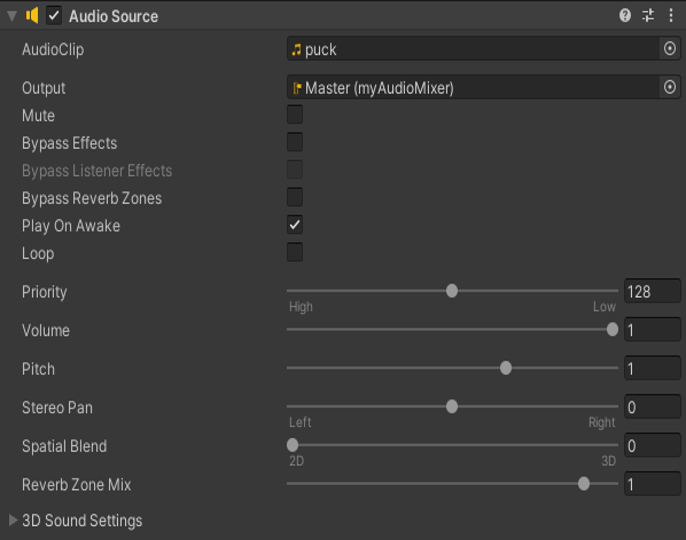 Audio Source
AudioClip puck
Output Master (myAudioMixer)
Mute
Bypass Effects
Bypass Listener Effects
Bypass Reverb Zones
Play On Awake
Loop
Priority 128
High Low
Volume 1
Pitch 1
Stereo Pan 0
Left Right
Spatial Blend 0
2D 3D
Reverb Zone Mix 1
3D Sound Settings